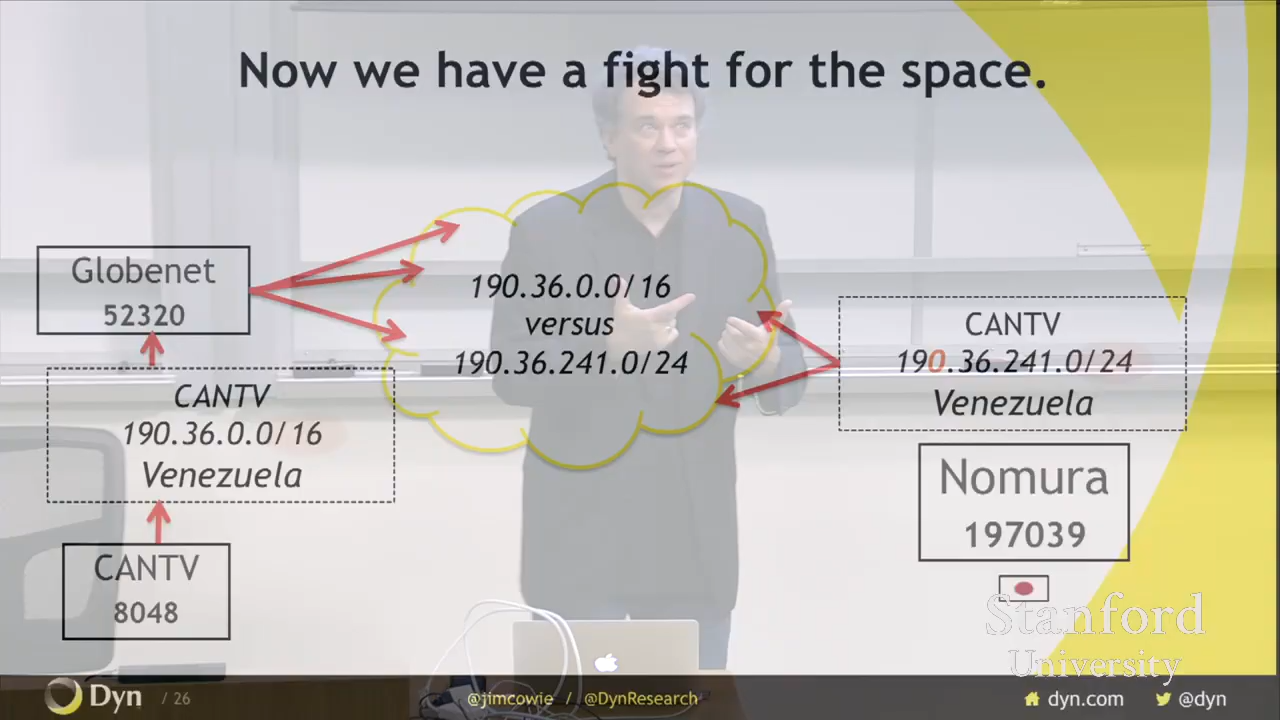 Now we have a fight for the space.
Globenet
52320
CANTV
190.36.0.0/16
Venezuela
CANTV
8048
190.36.0.0/16
versus
190.36.241.0/24
CANTV
190.36.241.0/24
Venezuela
Nomura
197039
Stanford
University
Dyn / 26
@jimcowie / @DynResearch
dyn.com @dyn